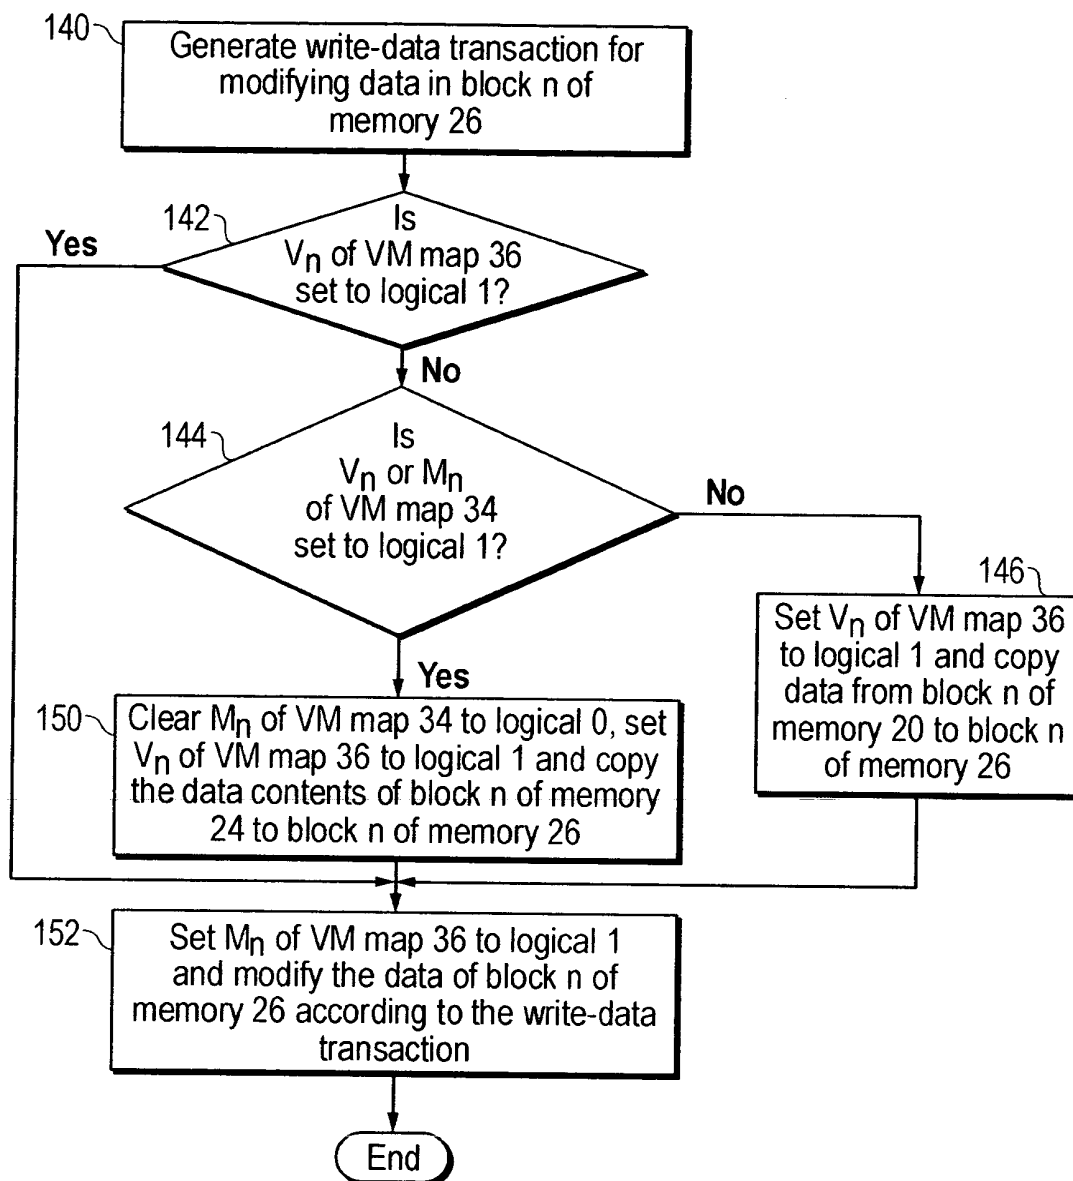 140
Generate write-data transaction for
modifying data in block n of
memory 26
142
Yes
Is
Vn of VM map 36
set to logical 1?
No
144
Is
Vn or Mn
of VM map 34
set to logical 1?
No
146
Set Vn of VM map 36
to logical 1 and copy
data from block n of
memory 20 to block n
of memory 26
Yes
150
Clear Mn of VM map 34 to logical 0, set
Vn of VM map 36 to logical 1 and copy
the data contents of block n of memory
24 to block n of memory 26
152
Set Mn of VM map 36 to logical 1
and modify the data of block n of
memory 26 according to the write-data
transaction
End